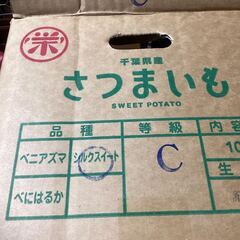 栄
千葉県産
さつまいも
SWEET POTATO
品種 等級 内容
ベニアズマ シルクスイート C 10
べにはるか 生